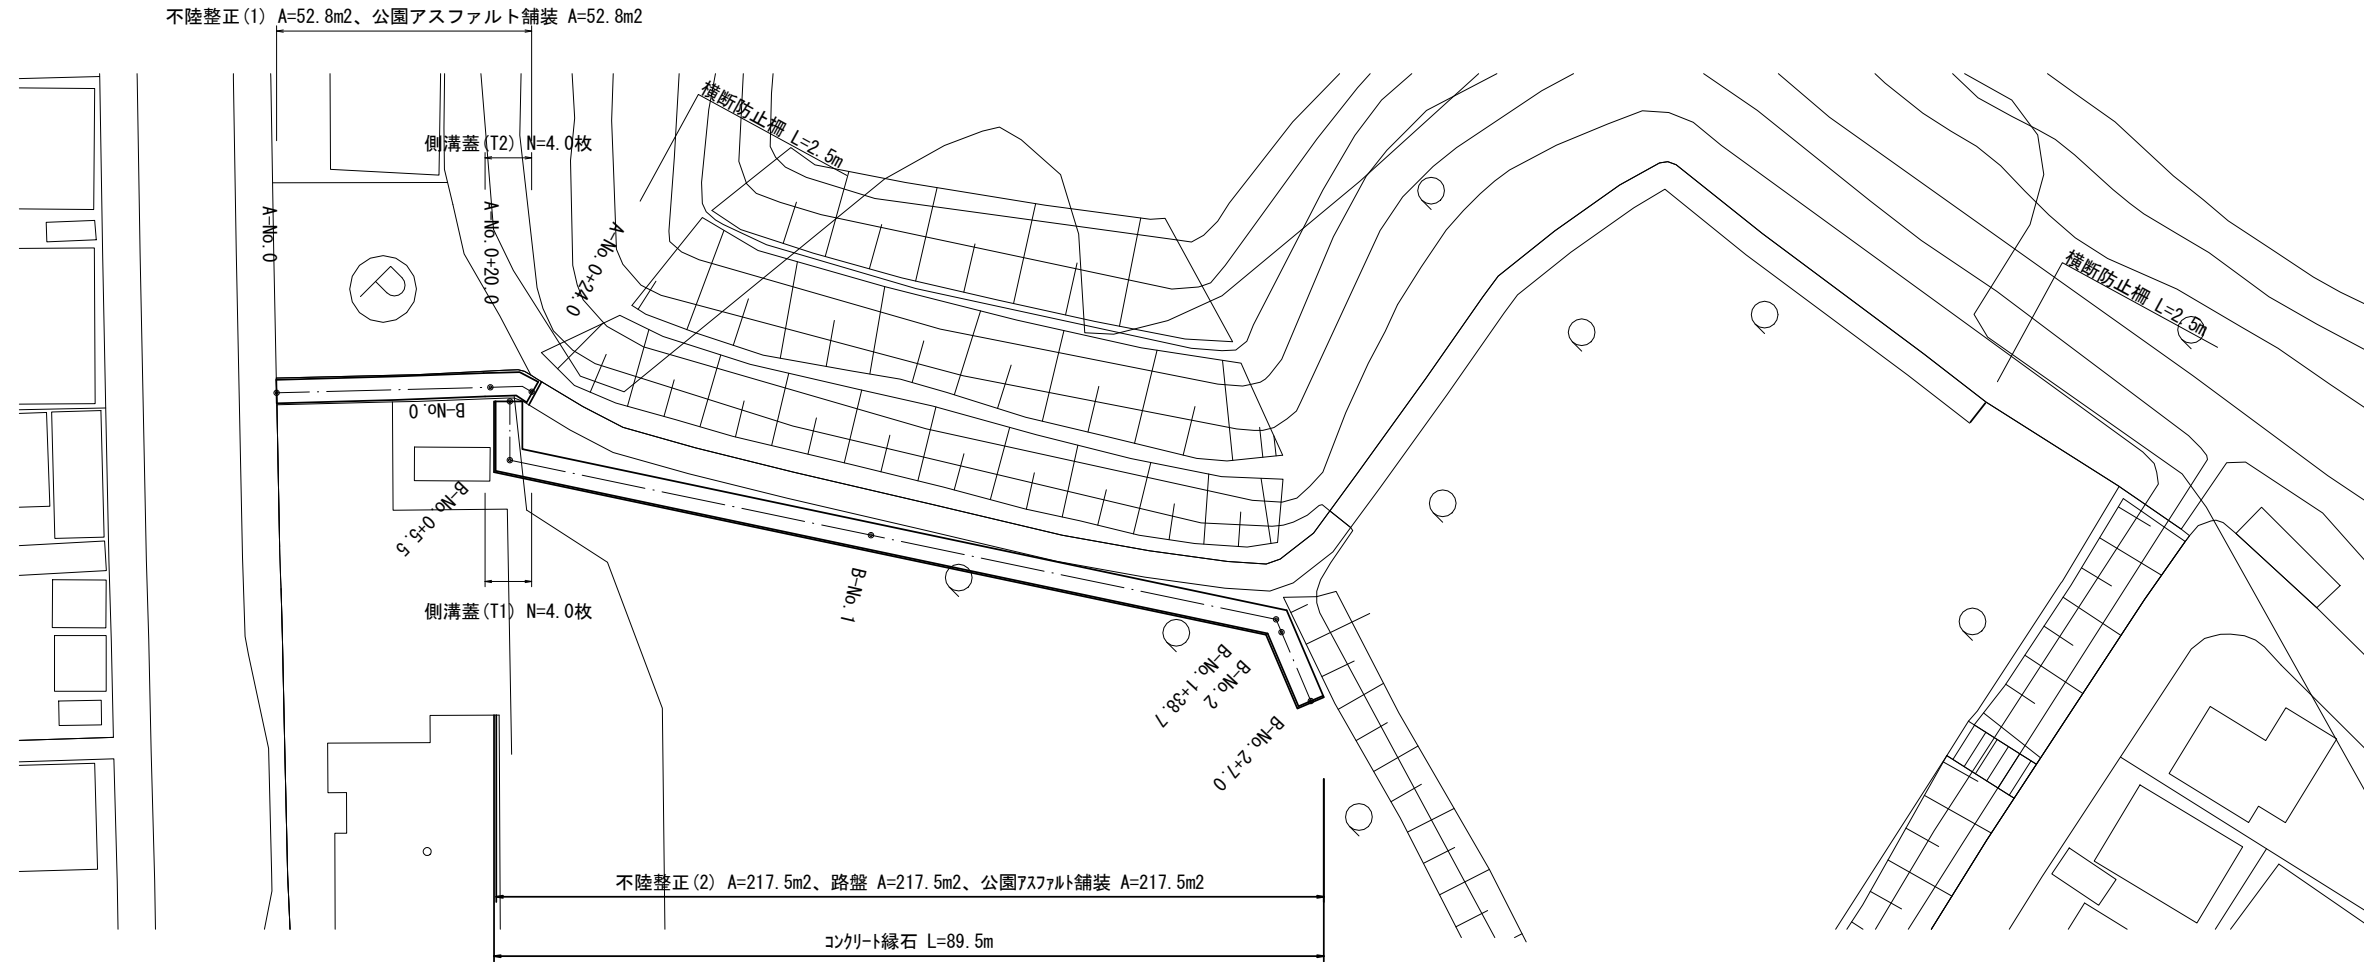 不陸整正(1) A=52.8m2、公園アスファルト舗装 A=52.8m2
横断防止柵 L=2.5m
側溝蓋(T2) N=4.0枚
A-No.0
A-No.0+20.0
A-No.0+24.0
P
横断防止柵 L=2.5m
B-No.0
B-No.0+5.5
側溝蓋(T1) N=4.0枚
B-No.1
B-No.1+38.7
B-No.2
B-No.2+7.0
不陸整正(2) A=217.5m2、路盤 A=217.5m2、公園ｱｽﾌｧﾙﾄ舗装 A=217.5m2
ｺﾝｸﾘｰﾄ縁石 L=89.5m